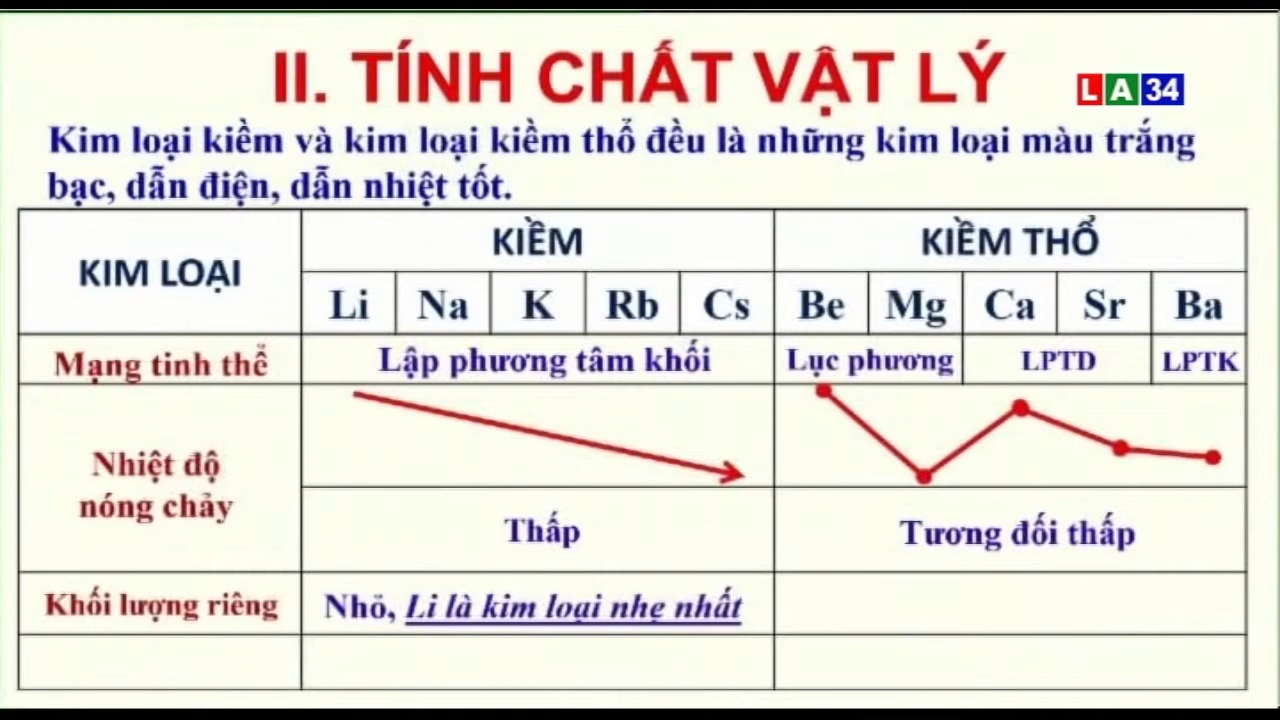 II. TÍNH CHẤT VẬT LÝ
LA34
Kim loại kiềm và kim loại kiềm thổ đều là những kim loại màu trắng
bạc, dẫn điện, dẫn nhiệt tốt.
KIM LOẠI
KIỀM
KIỀM THỔ
Li Na K Rb Cs Be Mg Ca Sr Ba
Mạng tinh thể
Lập phương tâm khối
Lục phương
LPTD
LPTK
Nhiệt độ
nóng chảy
Thấp
Tương đối thấp
Khối lượng riêng
Nhỏ, Li là kim loại nhẹ nhất